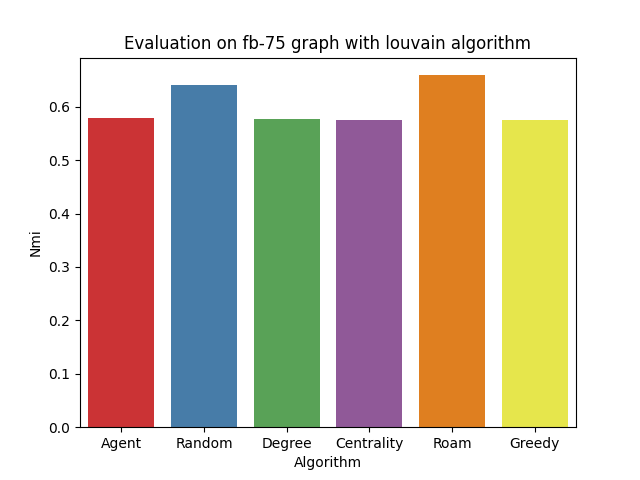 Evaluation on fb-75 graph with louvain algorithm
Nmi
0.6
0.5
0.4
0.3
0.2
0.1
0.0
Agent Random Degree Centrality Roam Greedy
Algorithm